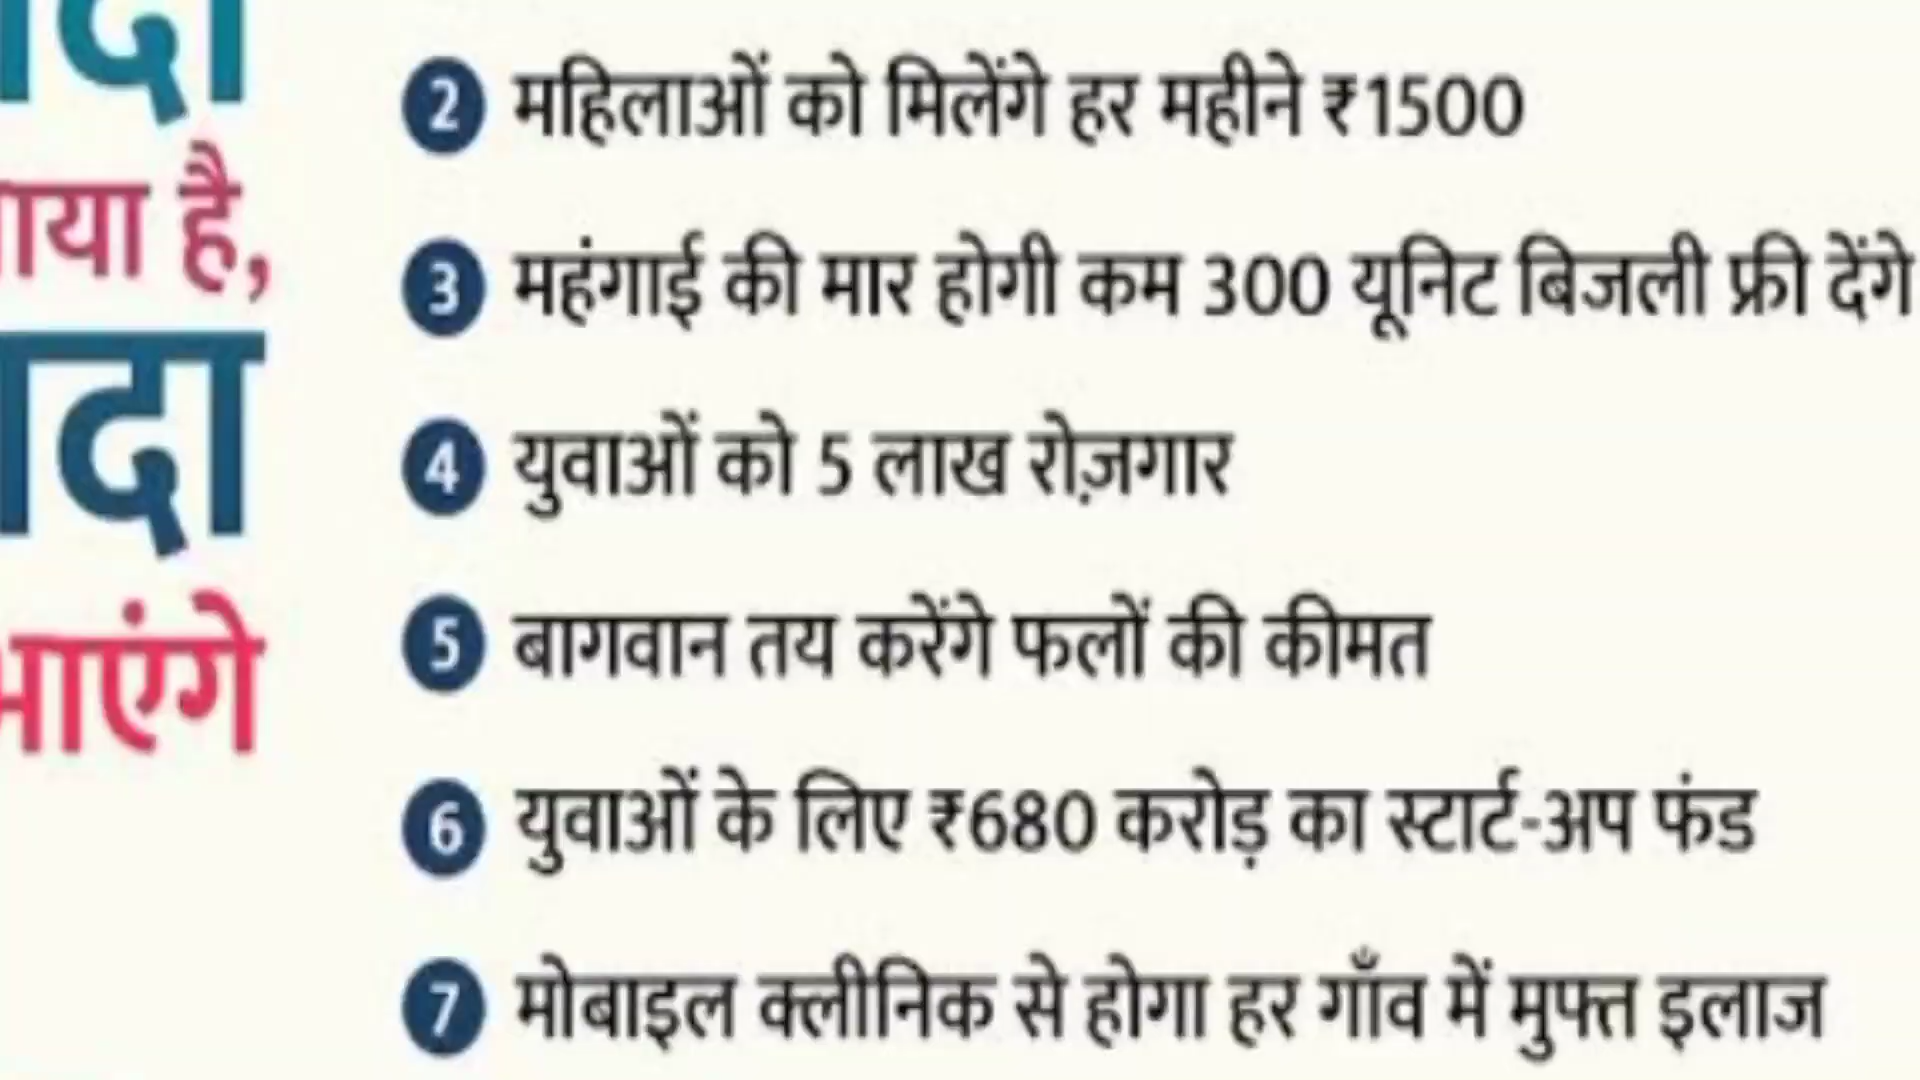 है,
2 महिलाओं को मिलेंगे हर महीने ₹1500
3 महंगाई की मार होगी कम 300 यूनिट बिजली फ्री देंगे
4 युवाओं को 5 लाख रोज़गार
5 बागवान तय करेंगे फलों की कीमत
6 युवाओं के लिए ₹680 करोड़ का स्टार्ट-अप फंड
7 मोबाइल क्लीनिक से होगा हर गाँव में मुफ्त इलाज